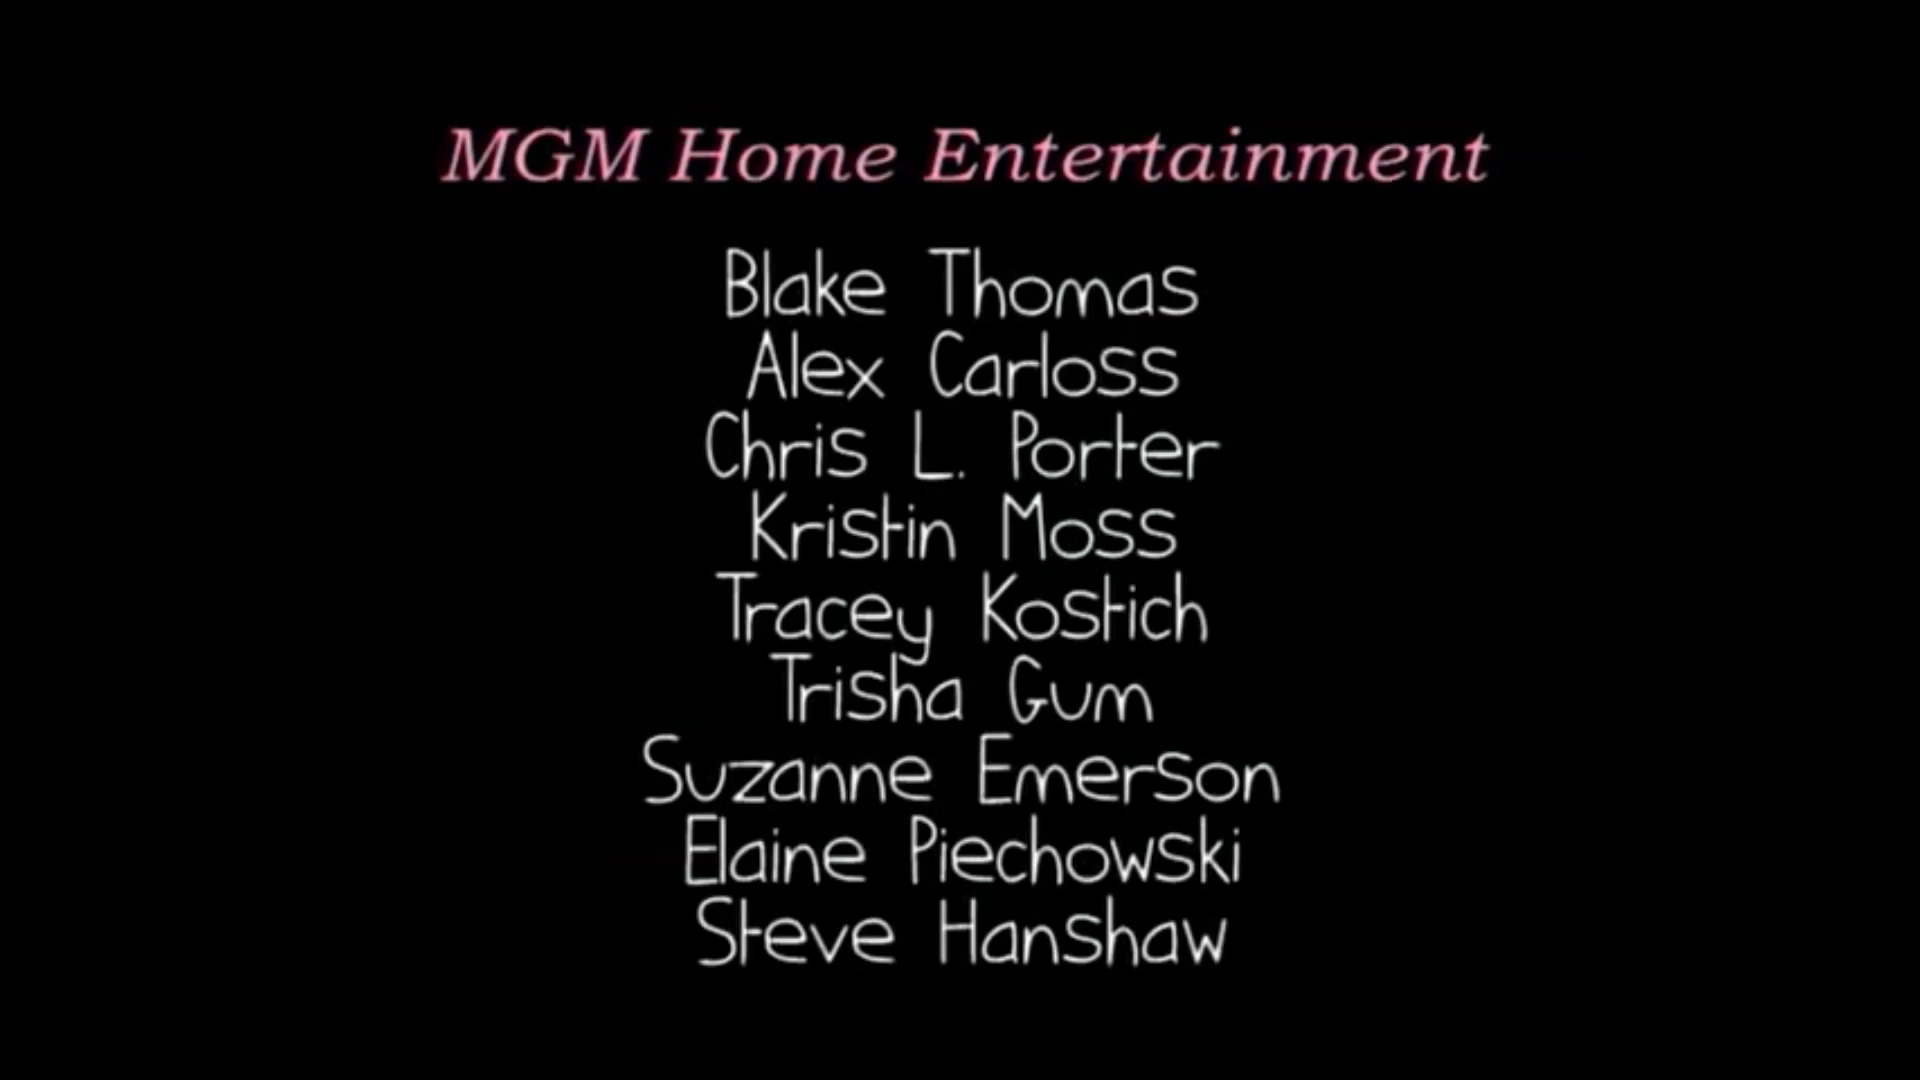 MGM Home Entertainment
Blake Thomas
Alex Carloss
Chris L. Porter
Kristin Moss
Tracey Kostich
Trisha Gum
Suzanne Emerson
Elaine Piechowski
Steve Hanshaw